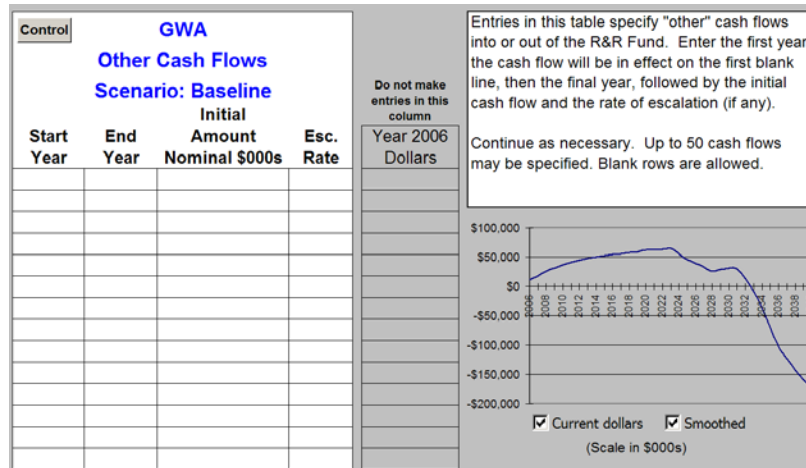 Control
GWA
Other Cash Flows
Scenario: Baseline
Initial
Start End Amount Esc.
Year Year Nominal $000s Rate
Do not make
entries in this
column
Year 2006
Dollars
Entries in this table specify "other" cash flows
into or out of the R&R Fund. Enter the first year
the cash flow will be in effect on the first blank
line, then the final year, followed by the initial
cash flow and the rate of escalation (if any).
Continue as necessary. Up to 50 cash flows
may be specified. Blank rows are allowed.
$100,000
$50,000
$0
-$50,000
-$100,000
-$150,000
-$200,000
2006 2008 2010 2012 2014 2016 2018 2020 2022 2024 2026 2028 2030 2032 2034 2036 2038
Current dollars Smoothed
(Scale in $000s)